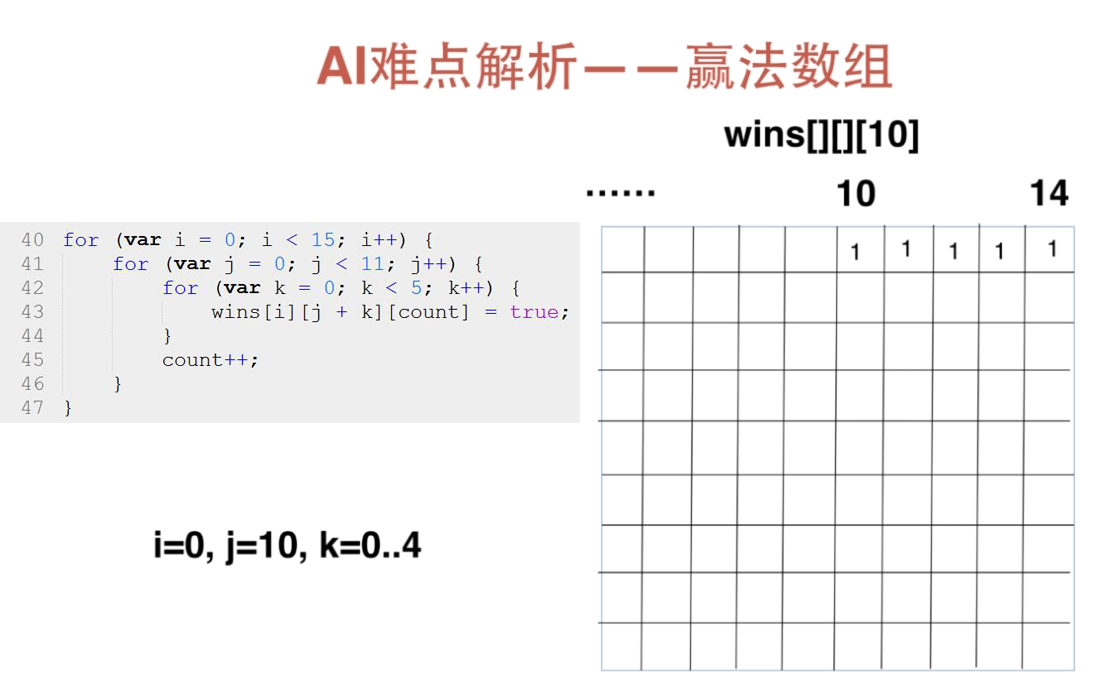 AI难点解析——赢法数组
wins[][][10]
...... 10 14
40 for (var i = 0; i < 15; i++) {
41 for (var j = 0; j < 11; j++) {
42 for (var k = 0; k < 5; k++) {
43 wins[i][j + k][count] = true;
44 }
45 count++;
46 }
47 }
1 1 1 1 1
i=0, j=10, k=0..4